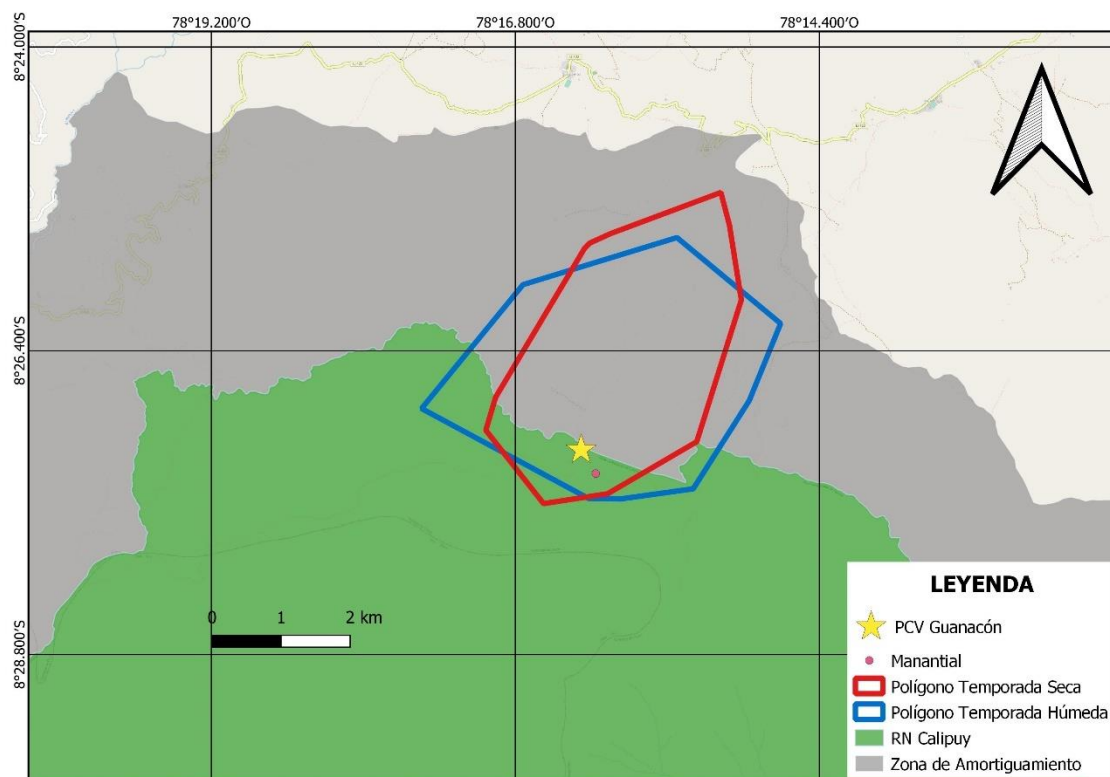 78°19.200'O 78°16.800'O 78°14.400'O
8°24.000'S
8°26.400'S
8°28.800'S
0 1 2 km
LEYENDA
PCV Guanacón
Manantial
Polígono Temporada Seca
Polígono Temporada Húmeda
RN Calipuy
Zona de Amortiguamiento